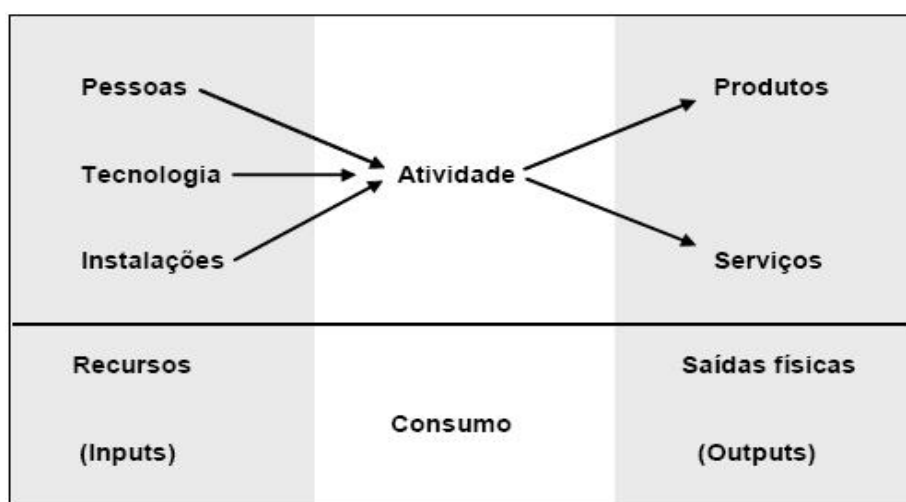 Pessoas
Produtos
Tecnologia
Atividade
Instalações
Serviços
Recursos
Saídas físicas
Consumo
(Inputs)
(Outputs)